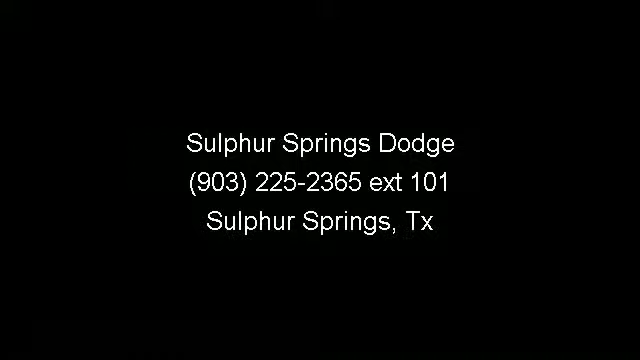 Sulphur Springs Dodge
(903) 225-2365 ext 101
Sulphur Springs, Tx